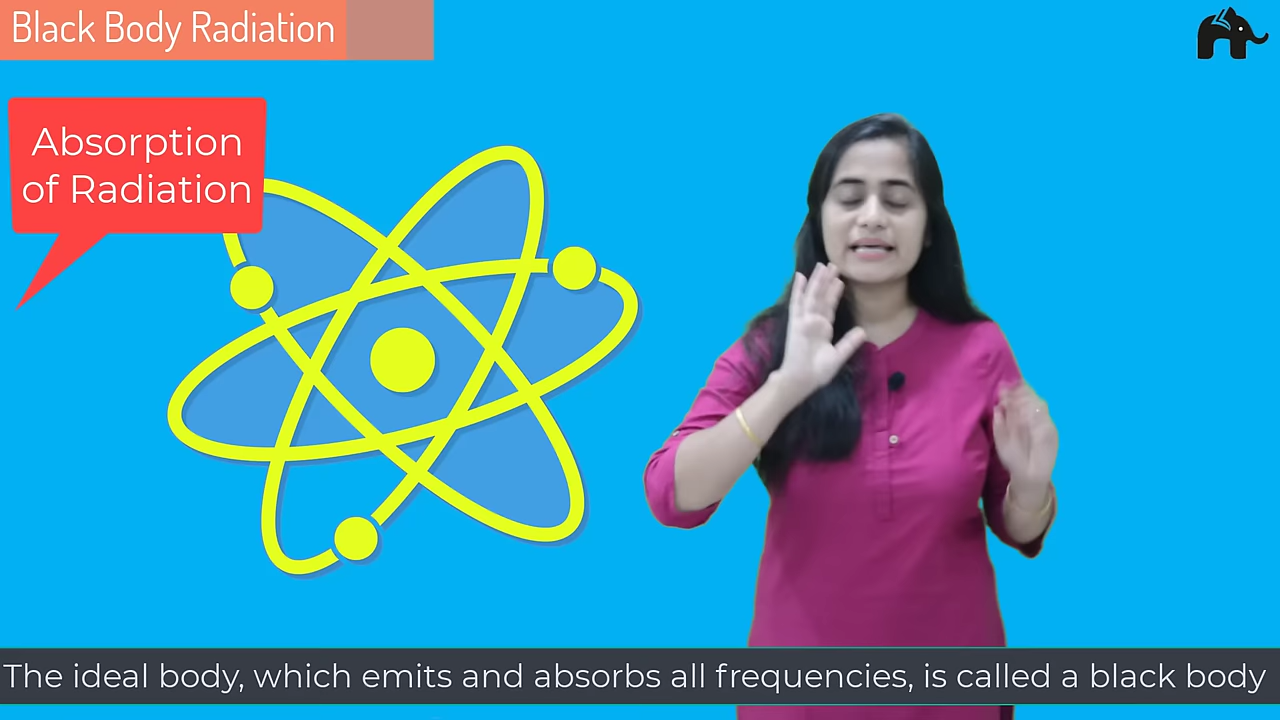 Black Body Radiation
Absorption
of Radiation
The ideal body, which emits and absorbs all frequencies, is called a black body